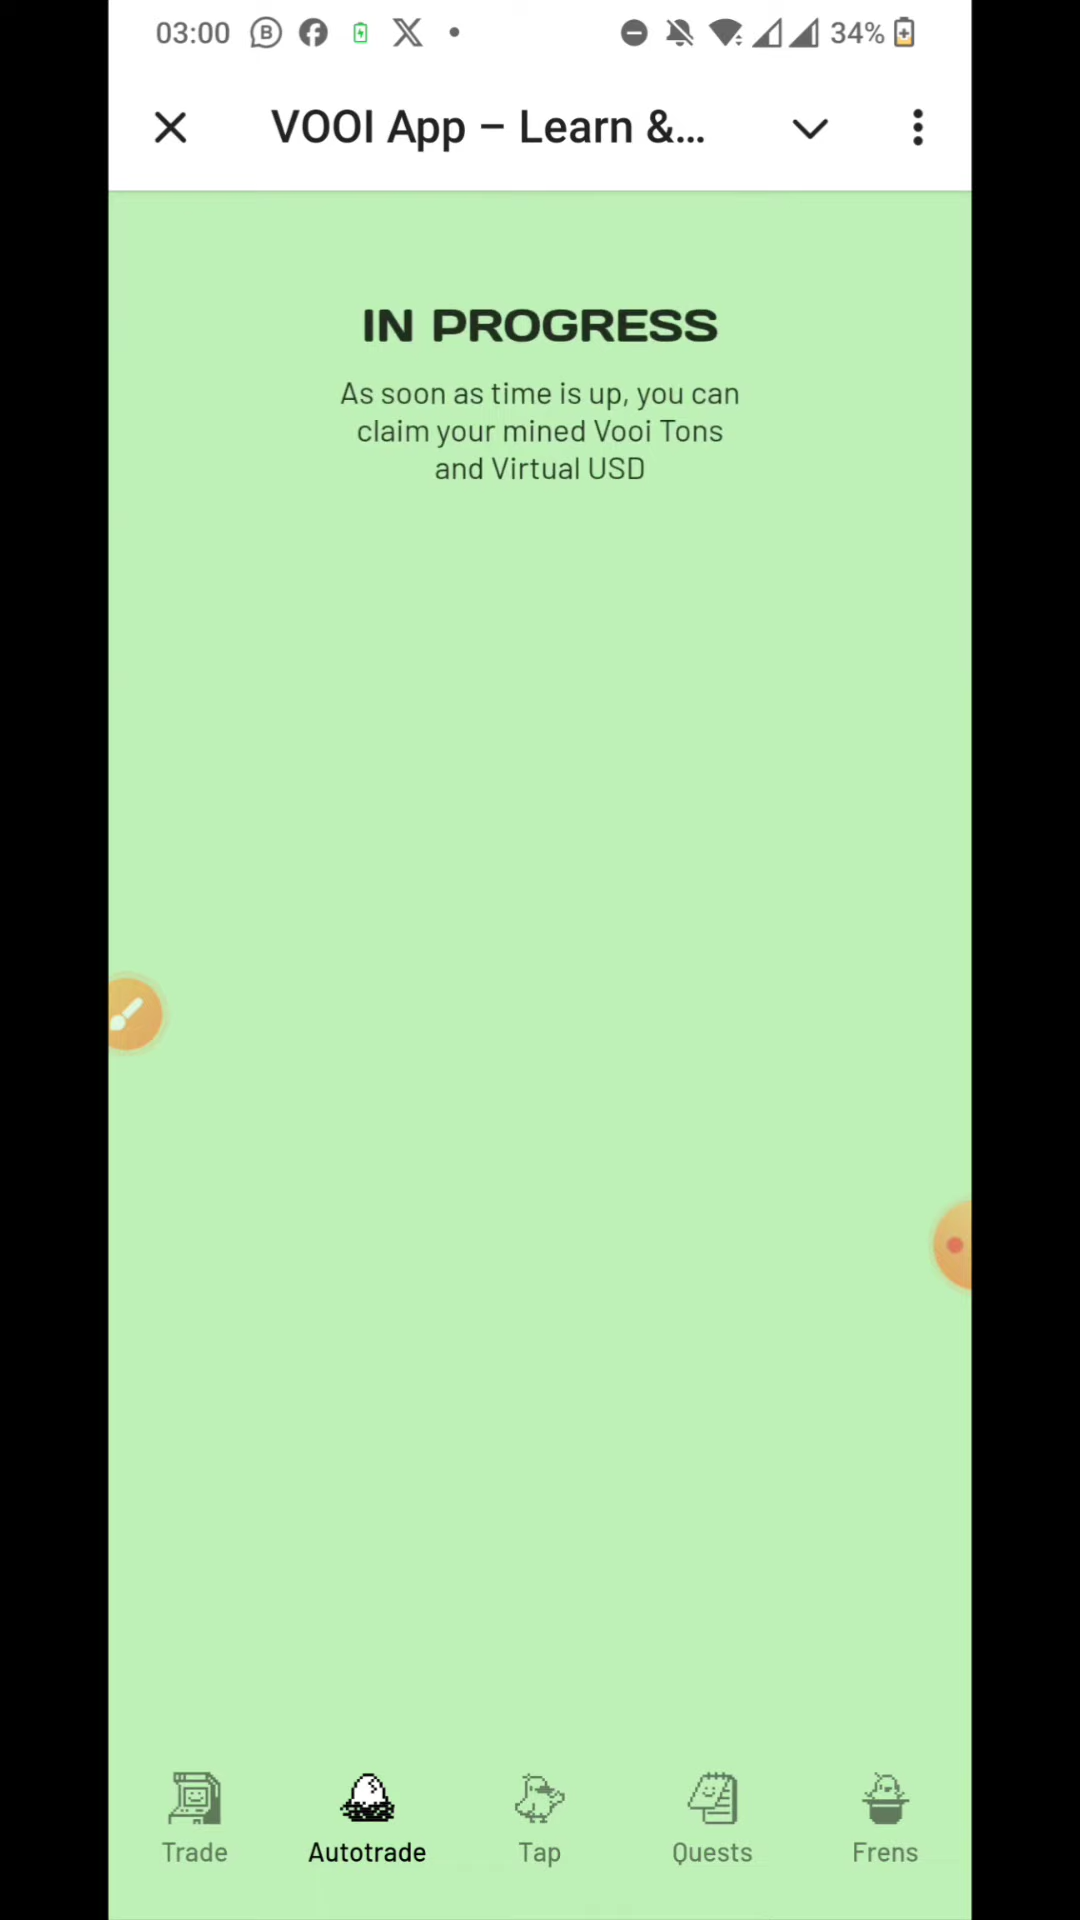 03:00
34%
VOOI App – Learn &...
IN PROGRESS
As soon as time is up, you can
claim your mined Vooi Tons
and Virtual USD
Trade
Autotrade
Tap
Quests
Frens